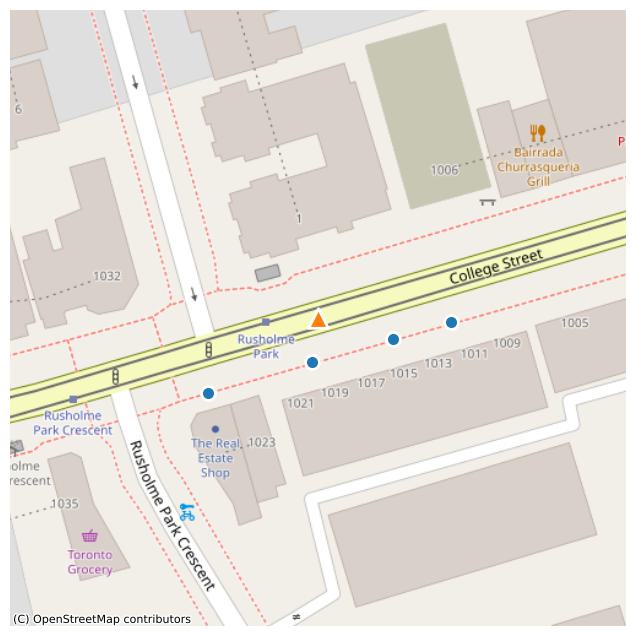 6
1006
Bairrada
Churrasqueria
Grill
P
1
1032
College Street
Rusholme
Park
1005
1009
1011
1013
1015
1017
1019
1021
Rusholme
Park Crescent
The Real
Estate
Shop
1023
olme
rescent
Rusholme Park Crescent
1035
Toronto
Grocery
(C) OpenStreetMap contributors